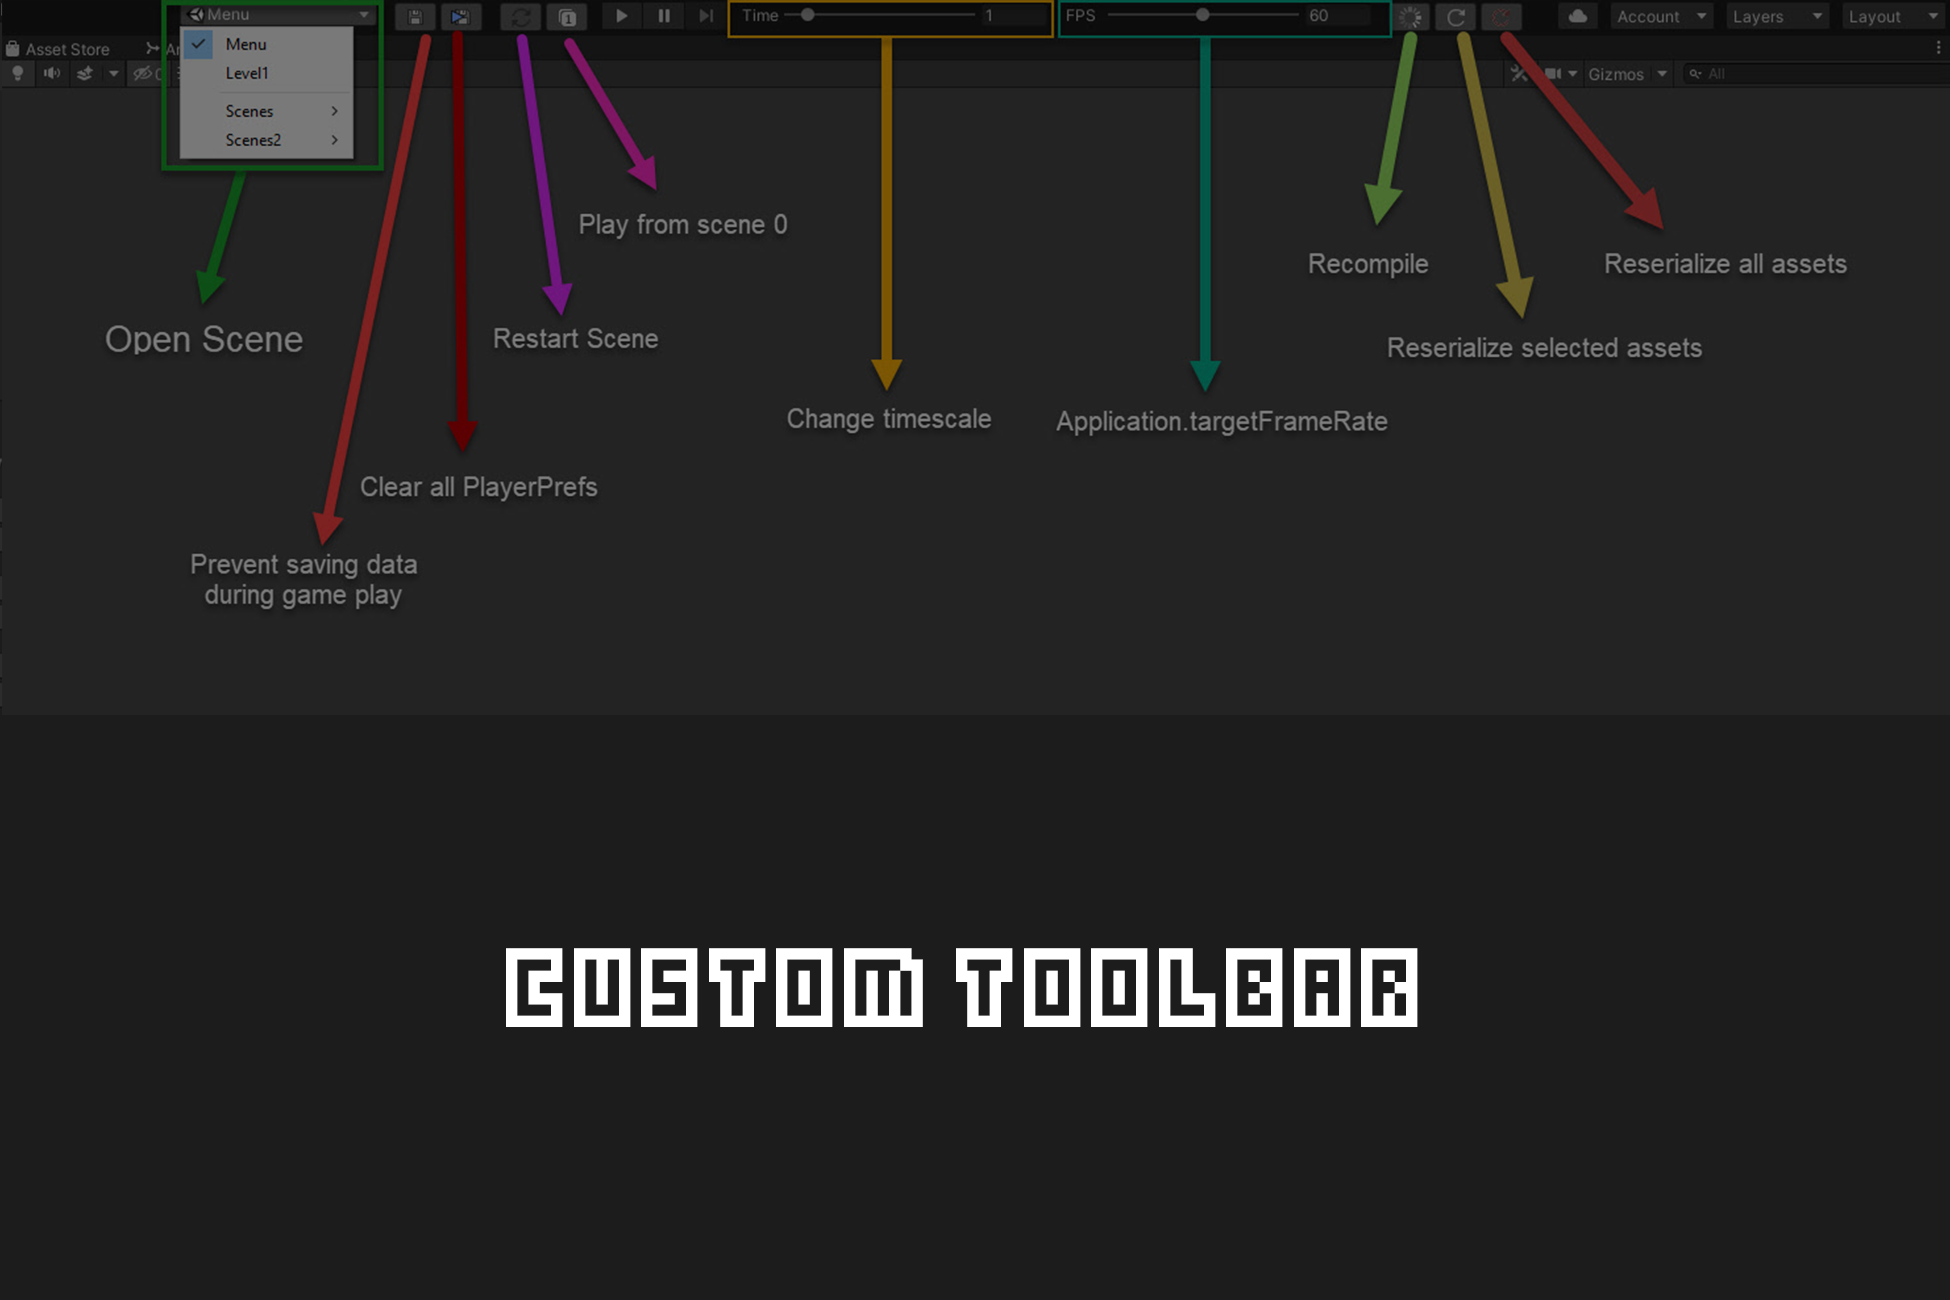 Menu
Time
1
FPS
60
Account
Layers
Layout
Asset Store
Menu
Level1
Scenes
Scenes2
Gizmos
All
Play from scene 0
Recompile
Reserialize all assets
Open Scene
Restart Scene
Reserialize selected assets
Change timescale
Application.targetFrameRate
Clear all PlayerPrefs
Prevent saving data
during game play
CUSTOM TOOLBAR